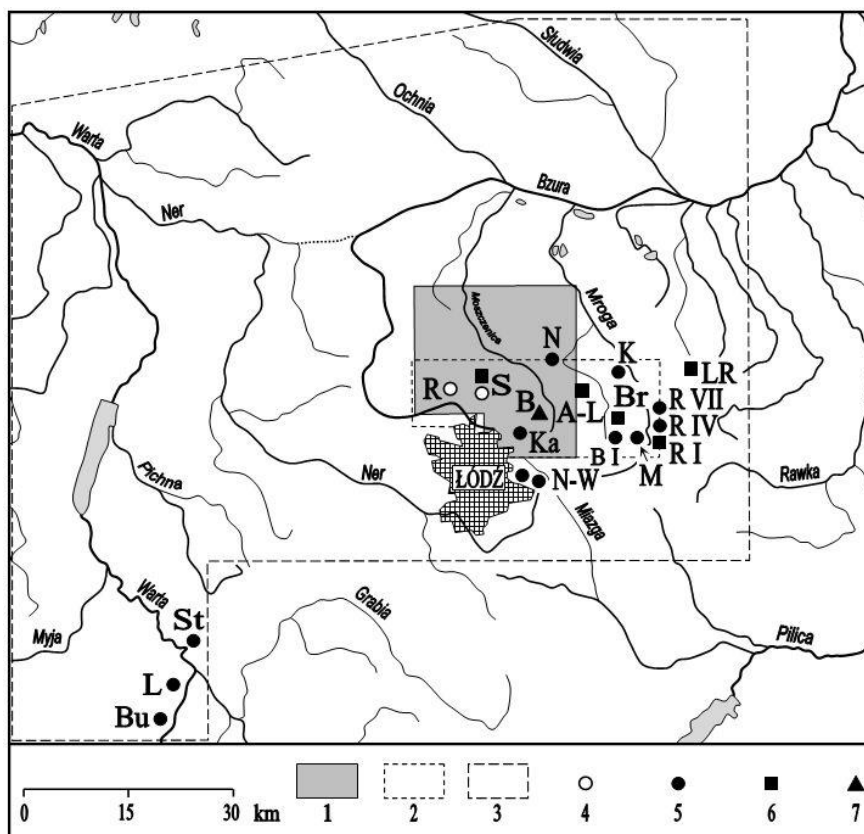 Słudwia
Ochnia
Warta
Bzura
Ner
Moszczenica
Mroga
N
K
LR
R
S
B
A-L
Br
R VII
R IV
R I
Ka
B I
M
ŁÓDŹ
N-W
Rawka
Ner
Pichna
Miazga
Warta
Grabia
Pilica
Myja
St
L
Bu
0 15 30 km 1 2 3 4 5 6 7